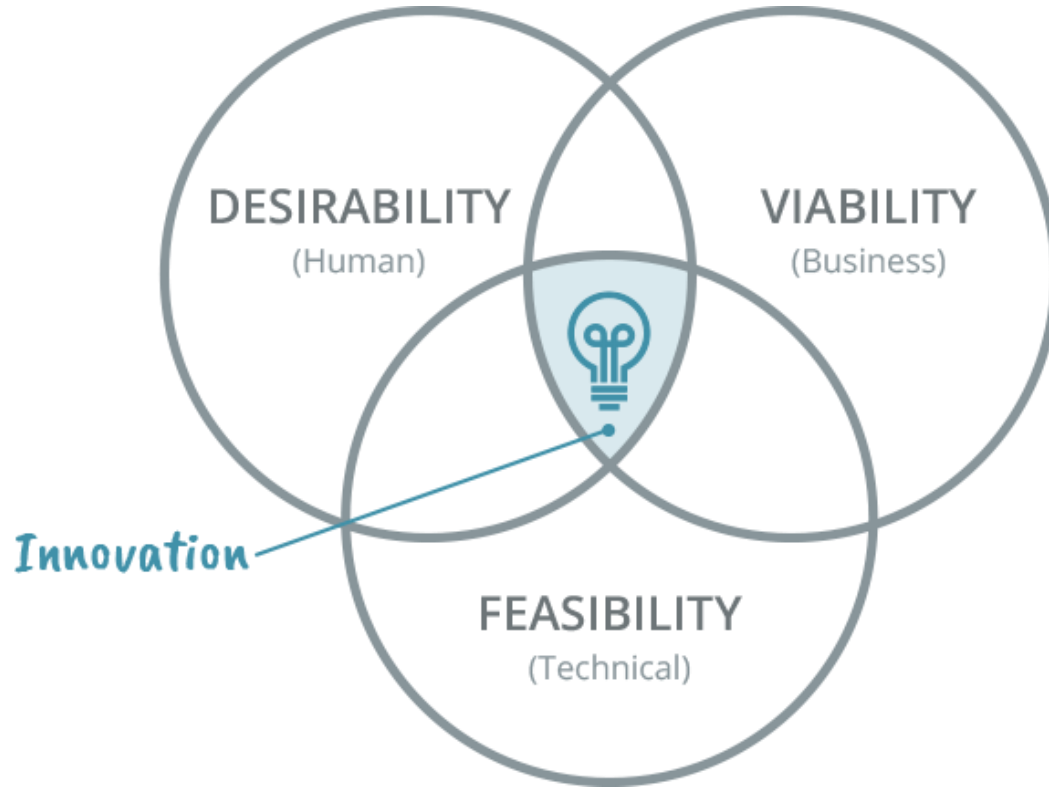 DESIRABILITY
(Human)
VIABILITY
(Business)
Innovation
FEASIBILITY
(Technical)